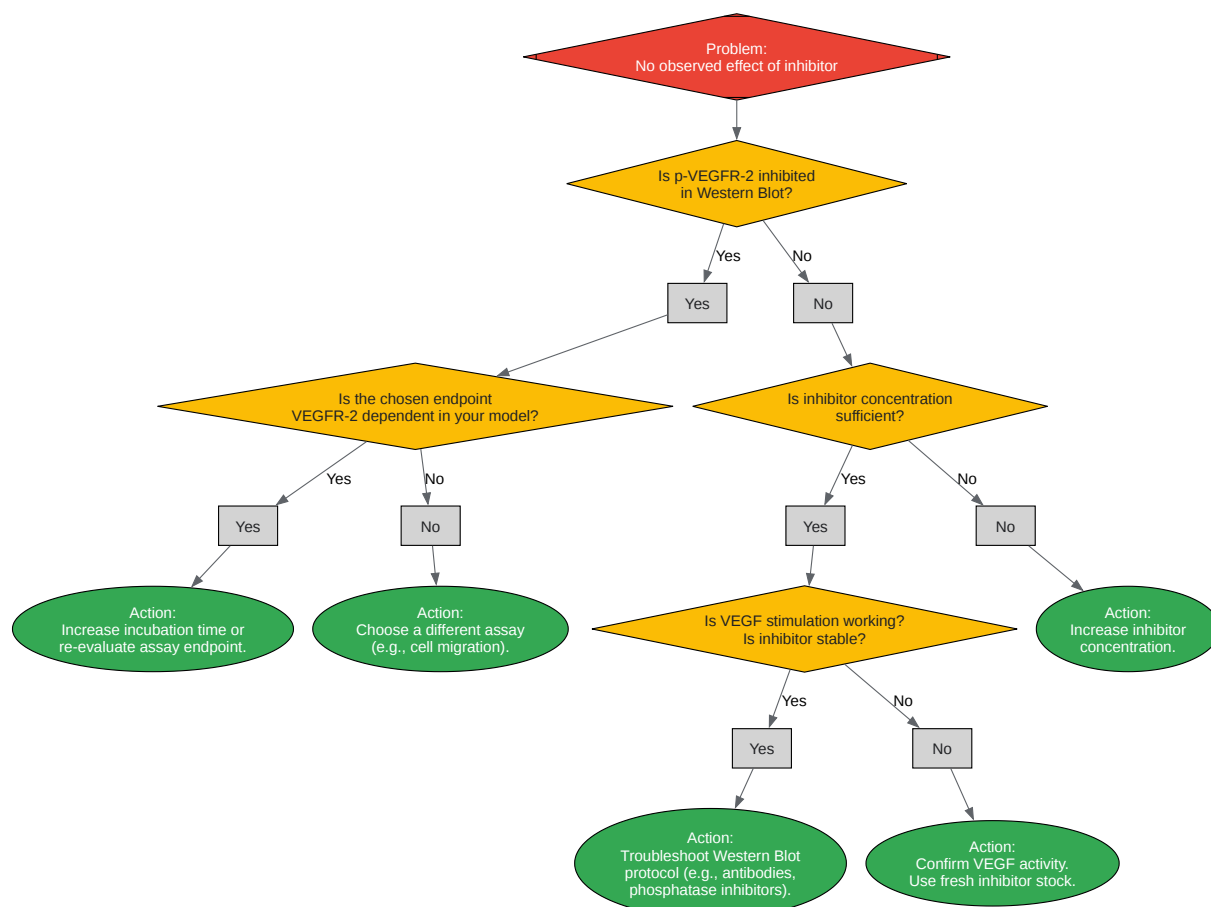 Problem:
No observed effect of inhibitor
Is p-VEGFR-2 inhibited
in Western Blot?
Yes
No
Yes
No
Is the chosen endpoint
VEGFR-2 dependent in your model?
Is inhibitor concentration
sufficient?
Yes
No
Yes
No
Yes
No
Yes
No
Action:
Increase incubation time or
re-evaluate assay endpoint.
Action:
Choose a different assay
(e.g., cell migration).
Is VEGF stimulation working?
Is inhibitor stable?
Action:
Increase inhibitor
concentration.
Yes
No
Yes
No
Action:
Troubleshoot Western Blot
protocol (e.g., antibodies,
phosphatase inhibitors).
Action:
Confirm VEGF activity.
Use fresh inhibitor stock.